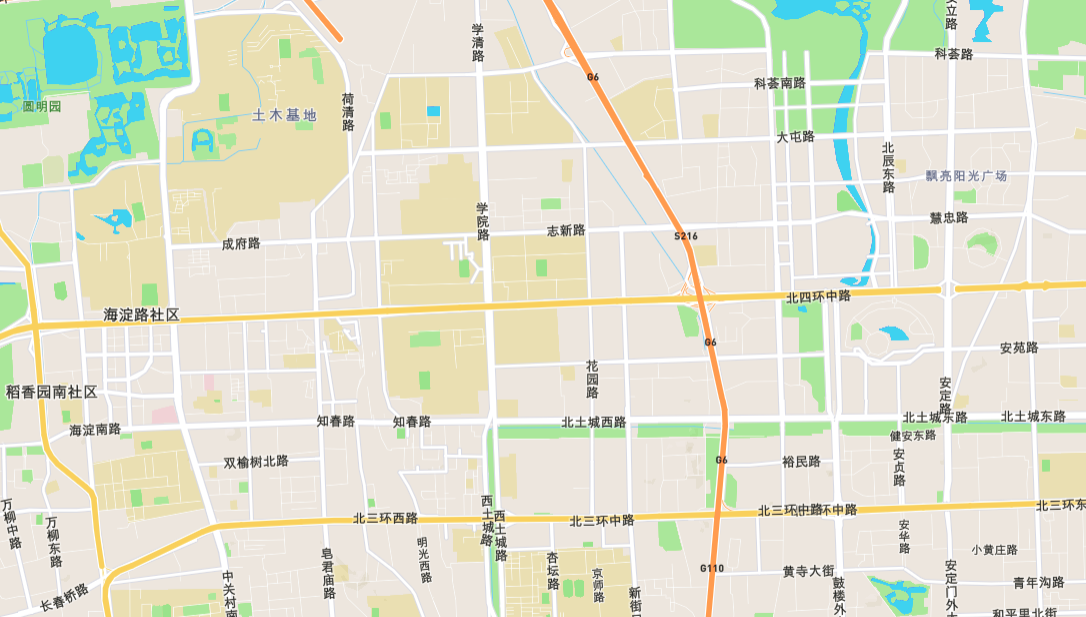 文立路
学清路
科荟路
G6
科荟南路
圆明园
土木基地
荷清路
大屯路
北辰东路
飘亮阳光广场
学院路
慧忠路
志新路
S216
成府路
北四环中路
海淀路社区
G6
安苑路
花园路
稻香园南社区
安定路
知春路
知春路
北土城西路
北土城东路
北土城东路
海淀南路
健安东路
安贞路
双榆树北路
G6
裕民路
万柳中路
万柳东路
西土城路
西土城路
北三环西路
北三环中路
北三环中路
北三环中路
北三环东
安华路
明光西路
小黄庄路
皂君庙路
杏坛路
京师路
G110
黄寺大街
安定门外
青年沟路
中关村南
长春桥路
新街
鼓楼外
和平里北街